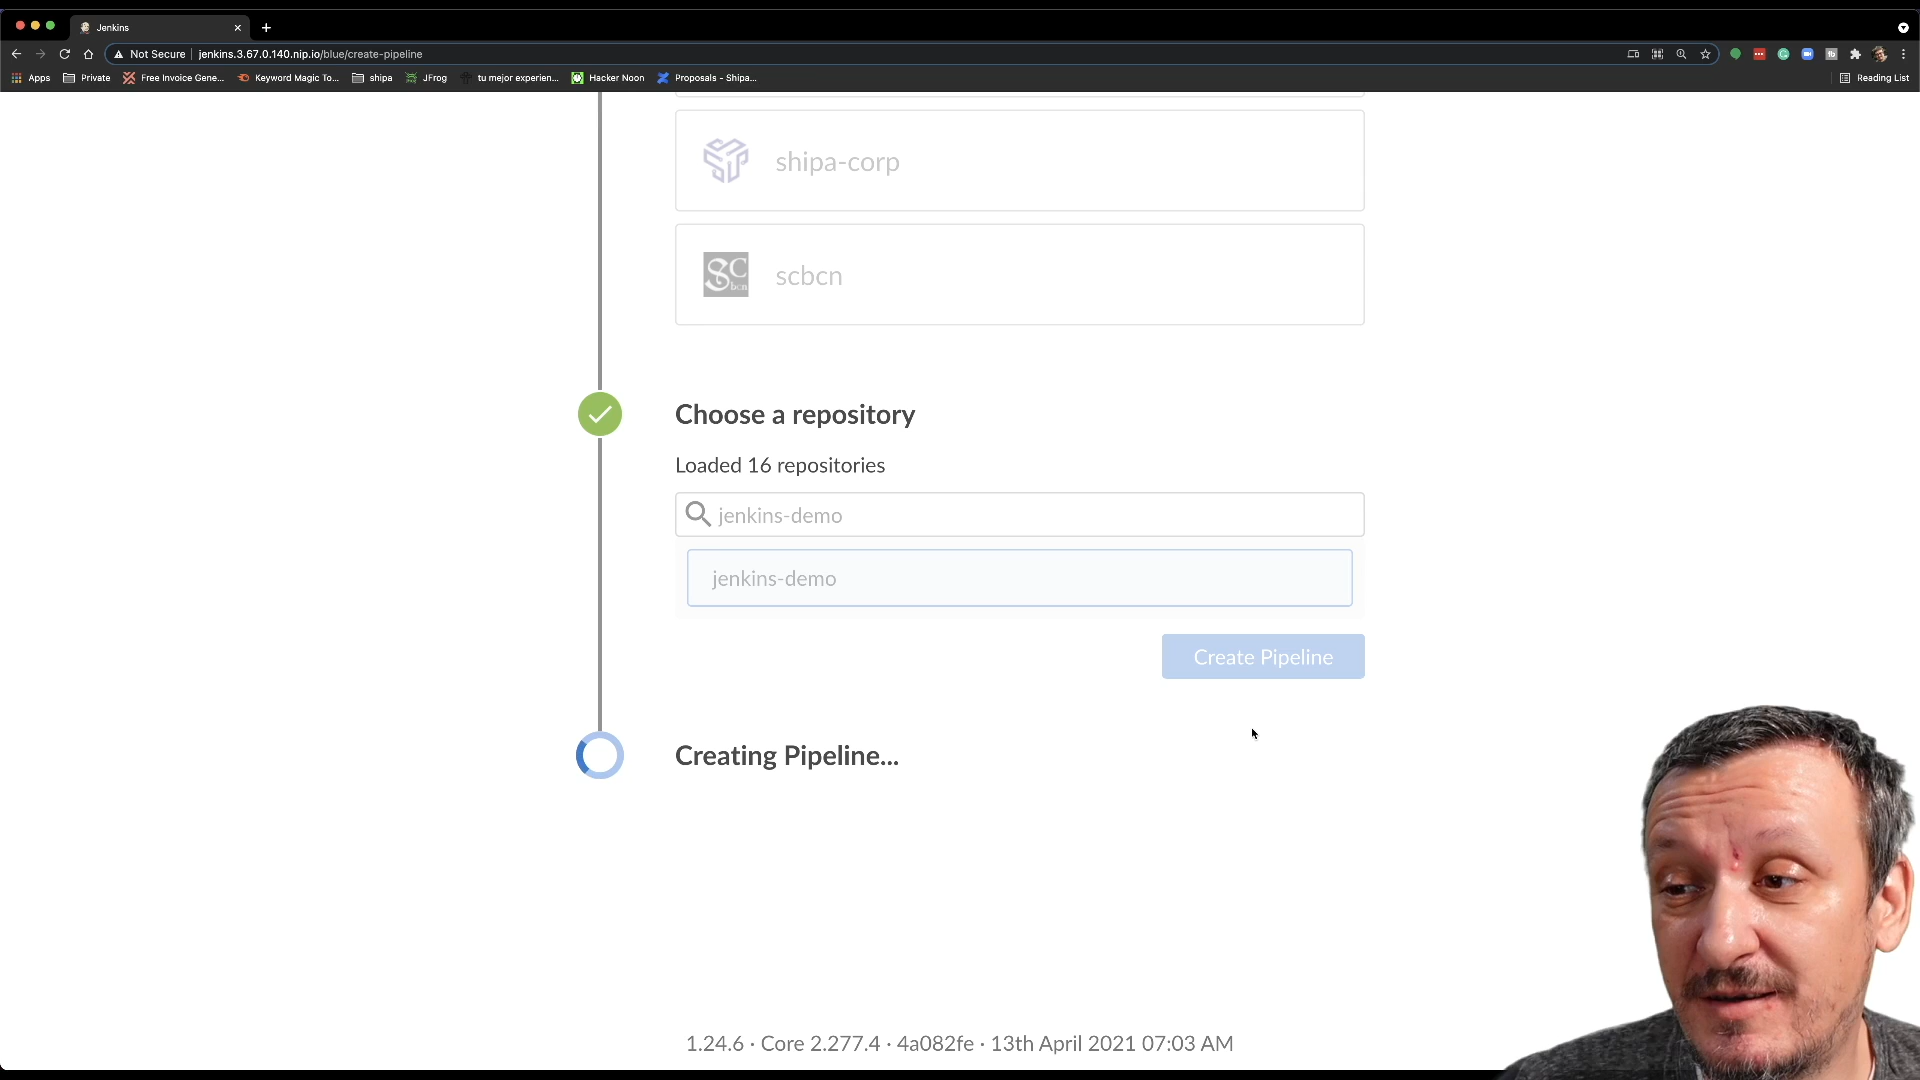 Jenkins
Not Secure
jenkins.3.67.0.140.nip.io/blue/create-pipeline
Apps
Private
Free Invoice Gene...
Keyword Magic To...
shipa
JFrog
tu mejor experien...
Hacker Noon
Proposals - Shipa...
Reading List
shipa-corp
SC
bcn
scbcn
Choose a repository
Loaded 16 repositories
jenkins-demo
jenkins-demo
Create Pipeline
Creating Pipeline...
1.24.6 · Core 2.277.4 · 4a082fe · 13th April 2021 07:03 AM